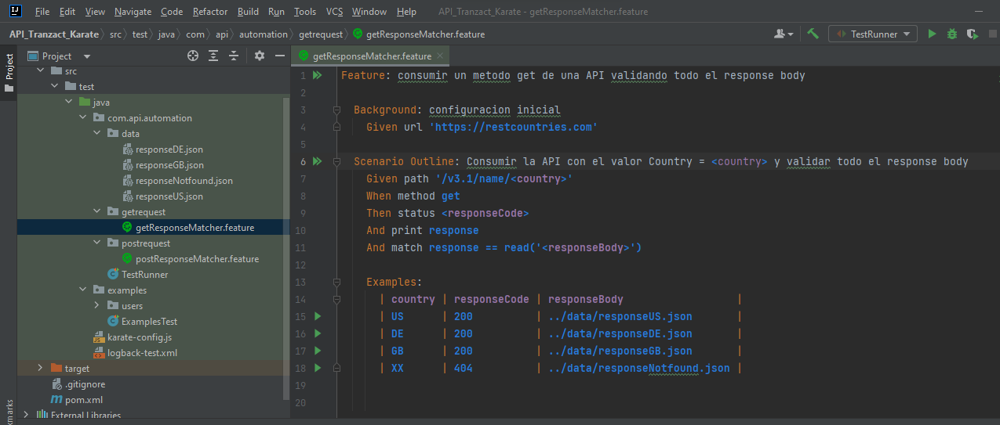 File Edit View Navigate Karate Code Refactor Build Run Tools VCS Window Help API_Tranzact_Karate - getResponseMatcher.feature
API_Tranzact_Karate src test java com api automation getrequest getResponseMatcher.feature TestRunner
Project
Project
src
test
java
com.api.automation
data
responseDE.json
responseGB.json
responseNotfound.json
responseUS.json
getrequest
getResponseMatcher.feature
postrequest
postResponseMatcher.feature
TestRunner
examples
users
ExamplesTest
karate-config.js
logback-test.xml
target
.gitignore
pom.xml
External Libraries
getResponseMatcher.feature
1 Feature: consumir un metodo get de una API validando todo el response body
2
3 Background: configuracion inicial
4 Given url 'https://restcountries.com'
5
6 Scenario Outline: Consumir la API con el valor Country = <country> y validar todo el response body
7 Given path '/v3.1/name/<country>'
8 When method get
9 Then status <responseCode>
10 And print response
11 And match response == read('<responseBody>')
12
13 Examples:
14 | country | responseCode | responseBody |
15 | US | 200 | ../data/responseUS.json |
16 | DE | 200 | ../data/responseDE.json |
17 | GB | 200 | ../data/responseGB.json |
18 | XX | 404 | ../data/responseNotfound.json |
19
20